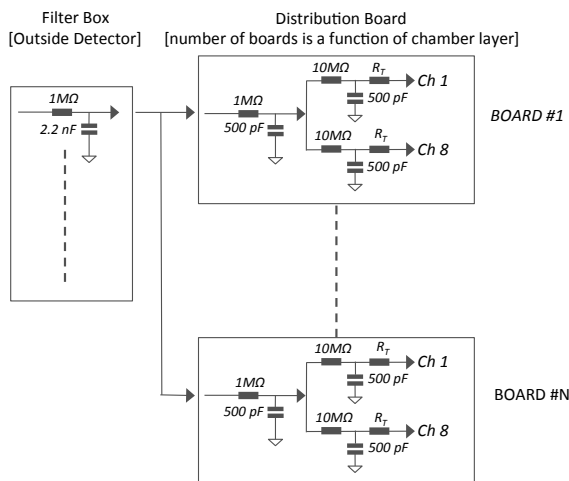 Filter Box
[Outside Detector]
Distribution Board
[number of boards is a function of chamber layer]
1MΩ
2.2 nF
1MΩ
500 pF
10MΩ
R_T
Ch 1
500 pF
10MΩ
R_T
Ch 8
500 pF
BOARD #1
1MΩ
500 pF
10MΩ
R_T
Ch 1
500 pF
10MΩ
R_T
Ch 8
500 pF
BOARD #N